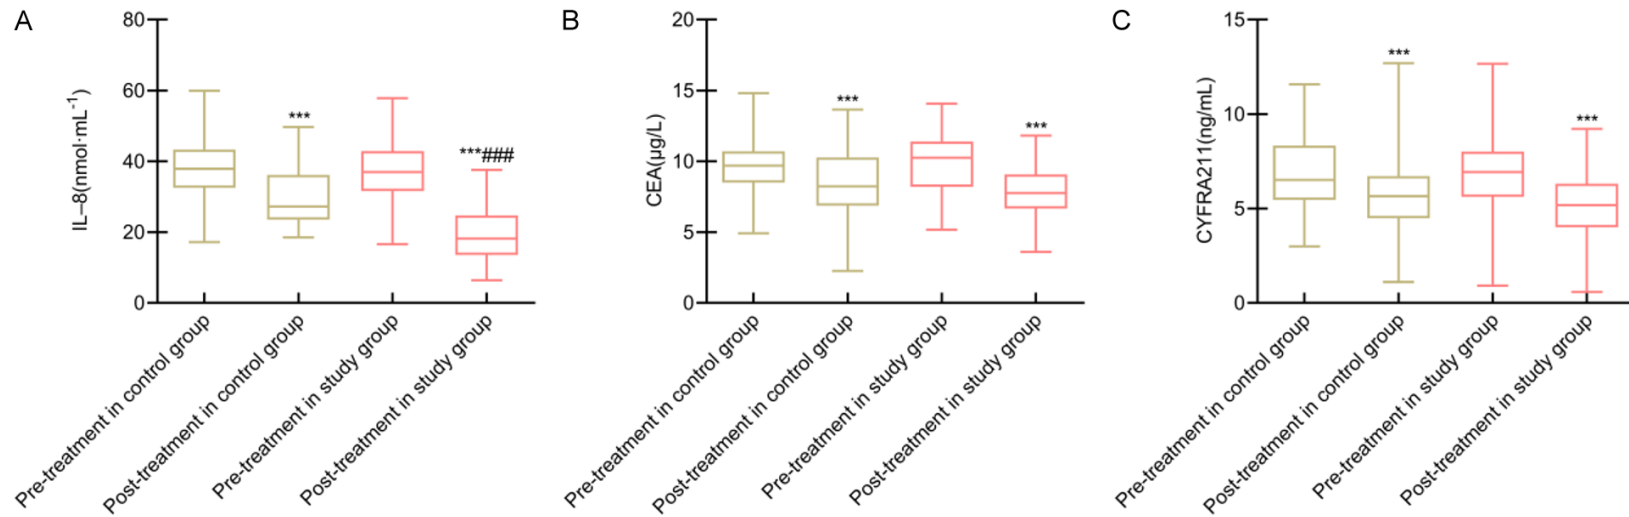 A
IL–8(nmol·mL⁻¹)
80
60
40
20
0
***
***###
Pre-treatment in control group
Post-treatment in control group
Pre-treatment in study group
Post-treatment in study group
B
CEA(μg/L)
20
15
10
5
0
***
***
Pre-treatment in control group
Post-treatment in control group
Pre-treatment in study group
Post-treatment in study group
C
CYFRA211(ng/mL)
15
10
5
0
***
***
Pre-treatment in control group
Post-treatment in control group
Pre-treatment in study group
Post-treatment in study group